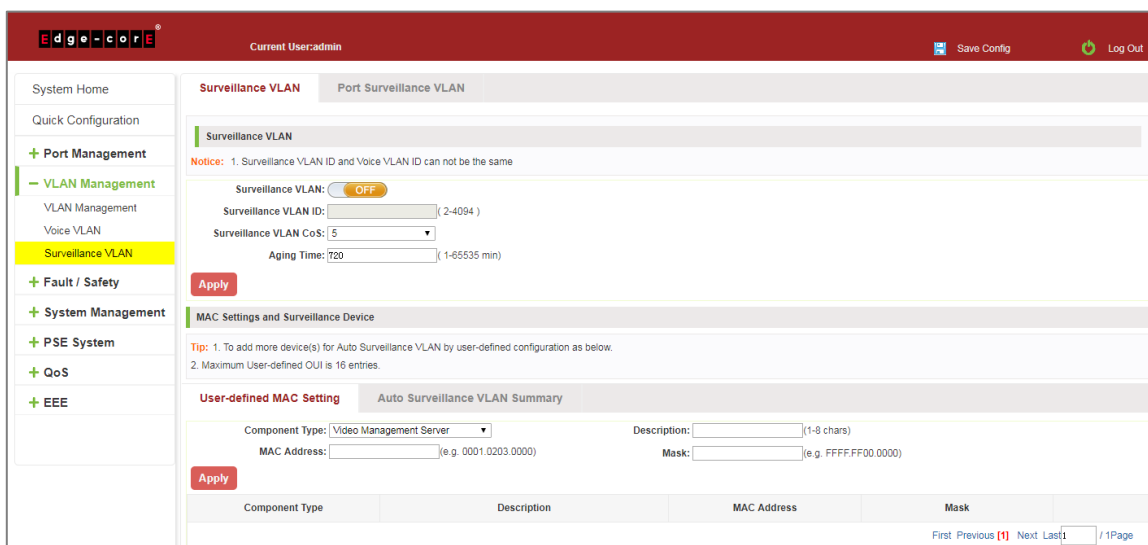 Edge-corE®
Current User:admin
Save Config
Log Out
System Home
Quick Configuration
+ Port Management
− VLAN Management
VLAN Management
Voice VLAN
Surveillance VLAN
+ Fault / Safety
+ System Management
+ PSE System
+ QoS
+ EEE
Surveillance VLAN Port Surveillance VLAN
Surveillance VLAN
Notice: 1. Surveillance VLAN ID and Voice VLAN ID can not be the same
Surveillance VLAN: OFF
Surveillance VLAN ID: ( 2-4094 )
Surveillance VLAN CoS: 5
Aging Time: 720 ( 1-65535 min)
Apply
MAC Settings and Surveillance Device
Tip: 1. To add more device(s) for Auto Surveillance VLAN by user-defined configuration as below.
2. Maximum User-defined OUI is 16 entries.
User-defined MAC Setting Auto Surveillance VLAN Summary
Component Type: Video Management Server Description: (1-8 chars)
MAC Address: (e.g. 0001.0203.0000) Mask: (e.g. FFFF.FF00.0000)
Apply
Component Type Description MAC Address Mask
First Previous [1] Next Last 1 / 1Page